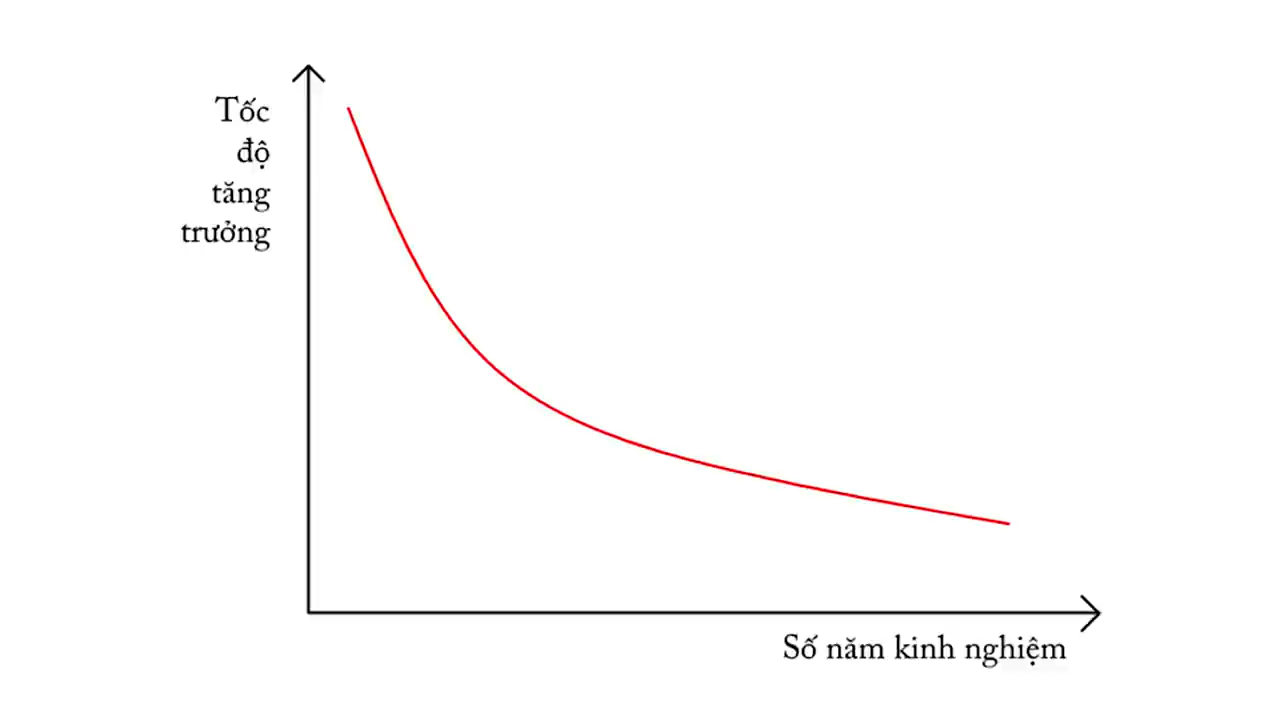 Tốc
độ
tăng
trưởng
Số năm kinh nghiệm